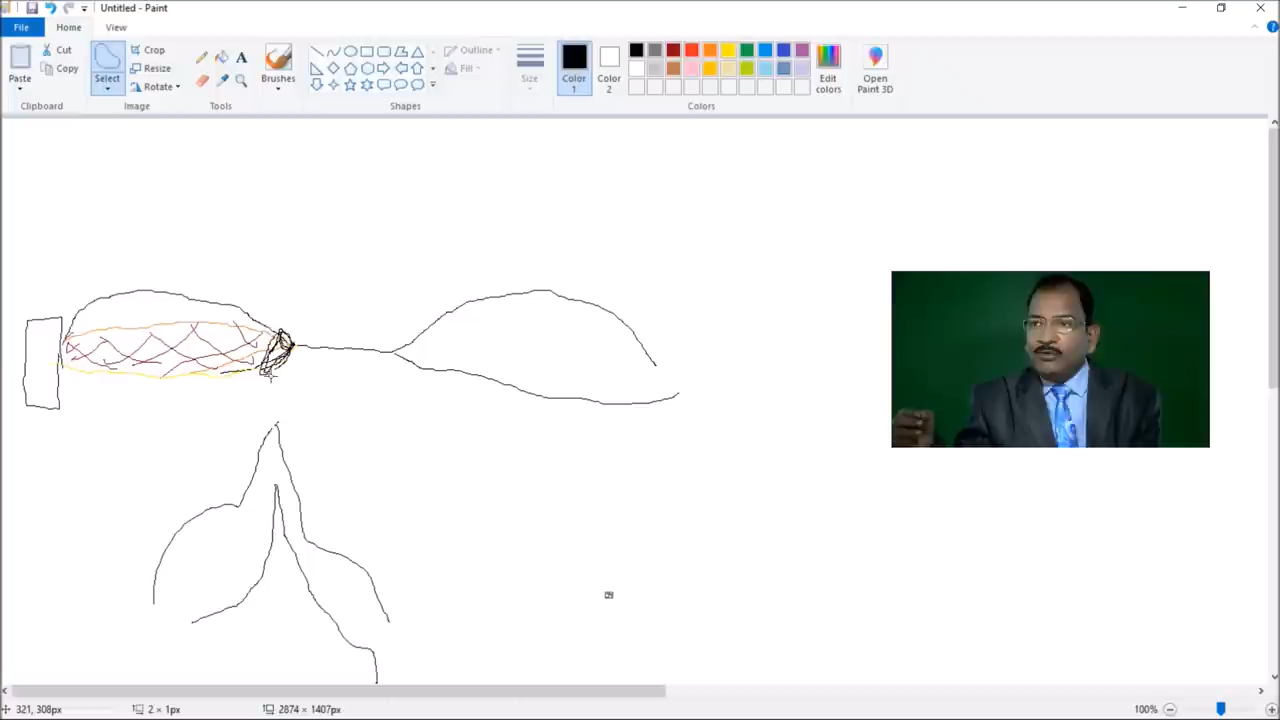 Untitled - Paint
File Home View
Paste
Cut
Copy
Clipboard
Select
Crop
Resize
Rotate
Image
A
Tools
Brushes
Outline
Fill
Shapes
Size
Color 1
Color 2
Edit colors
Colors
Open Paint 3D
321, 308px 2 × 1px 2874 × 1407px 100%